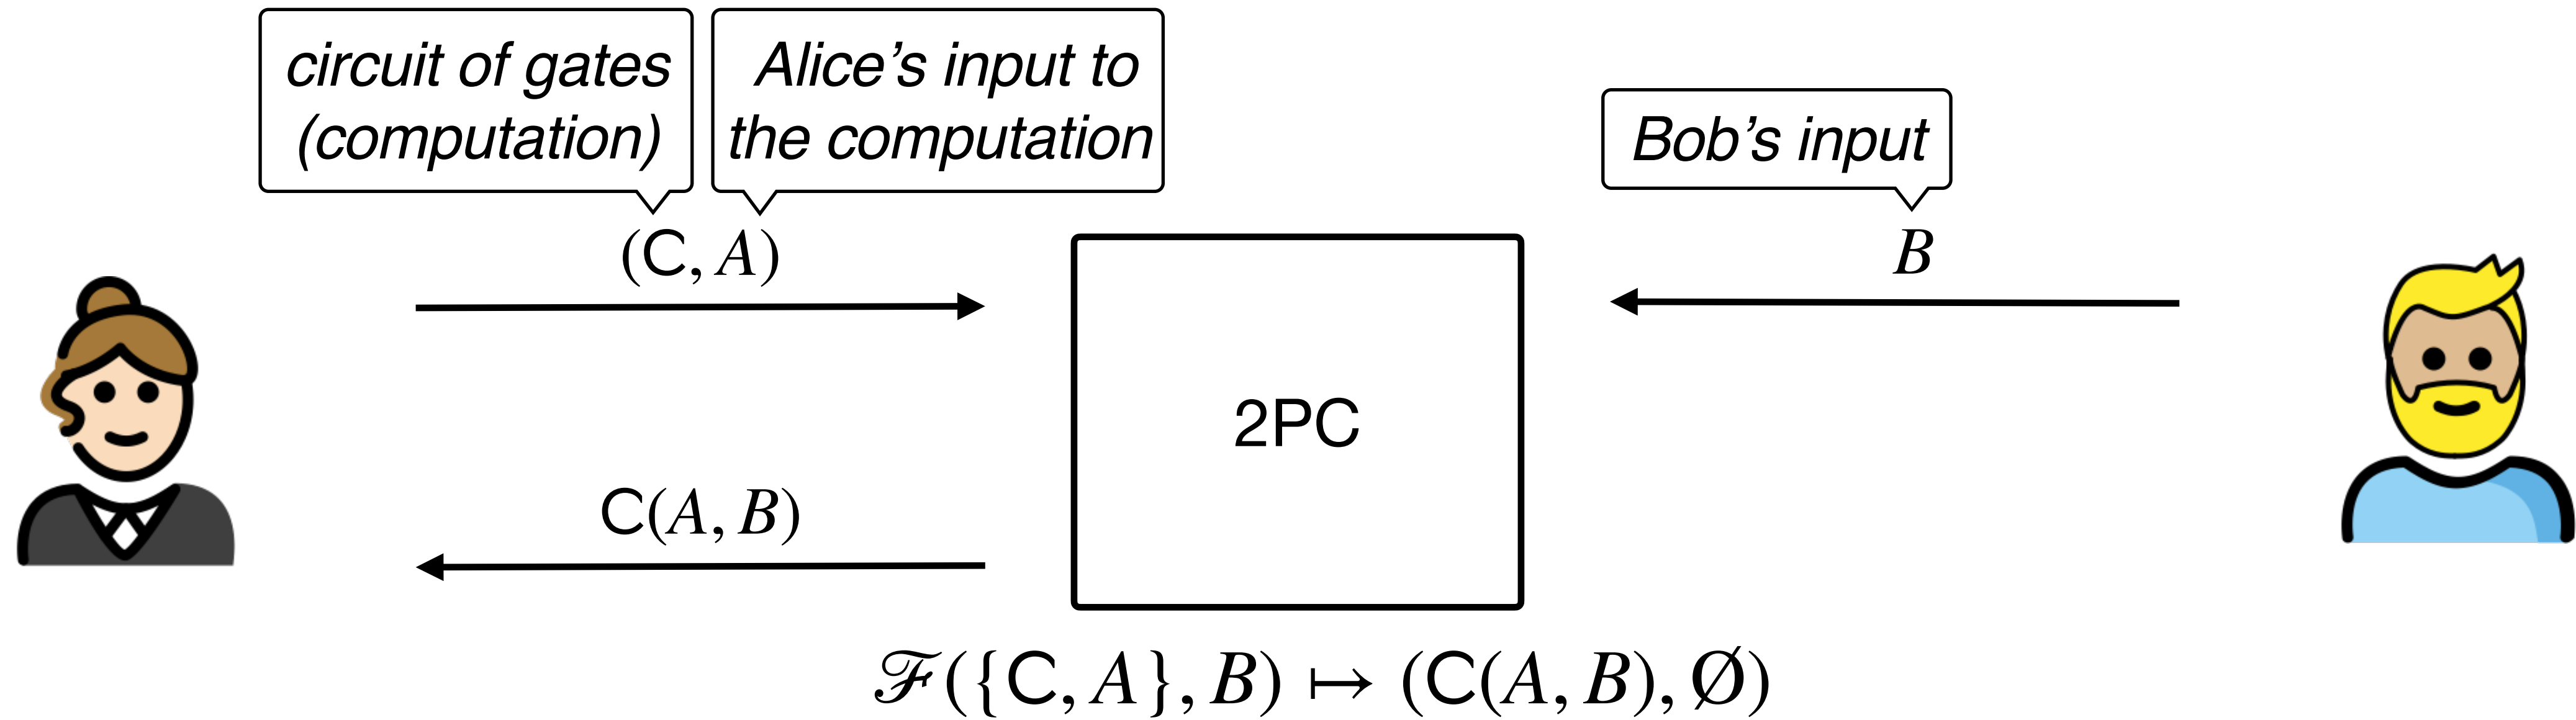 circuit of gates
(computation)
Alice’s input to
the computation
Bob’s input
(C, A)
B
2PC
C(A, B)
ℱ({C, A}, B) ↦ (C(A, B), Ø)